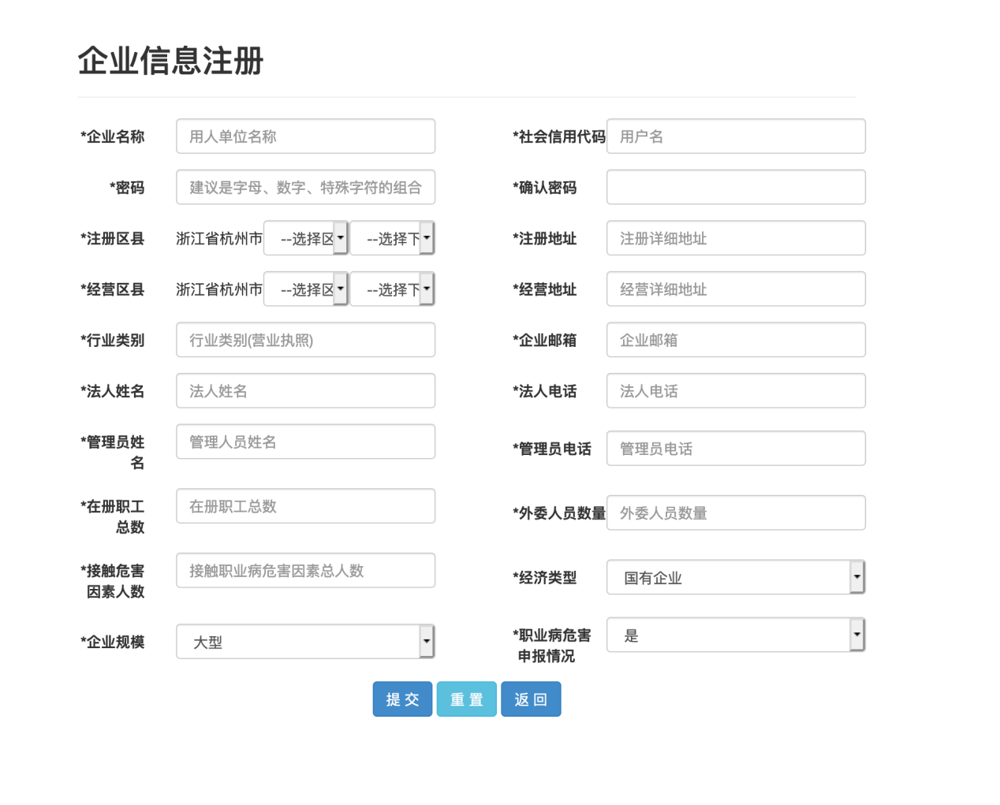 企业信息注册
*企业名称 用人单位名称 *社会信用代码 用户名
*密码 建议是字母、数字、特殊字符的组合 *确认密码
*注册区县 浙江省杭州市 --选择区 --选择下 *注册地址 注册详细地址
*经营区县 浙江省杭州市 --选择区 --选择下 *经营地址 经营详细地址
*行业类别 行业类别(营业执照) *企业邮箱 企业邮箱
*法人姓名 法人姓名 *法人电话 法人电话
*管理员姓 管理人员姓名 *管理员电话 管理员电话
名
*在册职工 在册职工总数 *外委人员数量 外委人员数量
总数
*接触危害 接触职业病危害因素总人数 *经济类型 国有企业
因素人数
*企业规模 大型 *职业病危害 是
申报情况
提 交 重 置 返 回